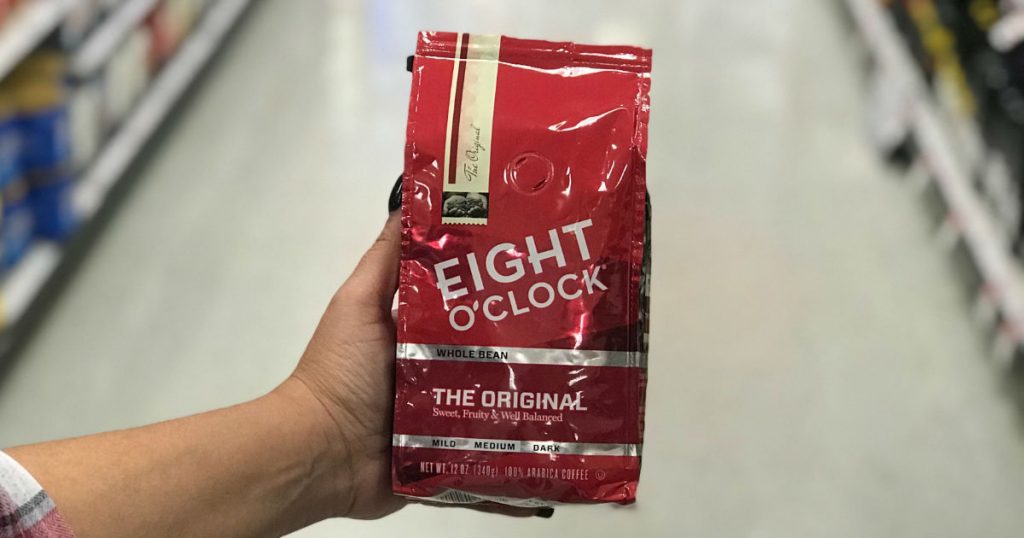 The Original
EIGHT
O'CLOCK
WHOLE BEAN
THE ORIGINAL
Sweet, Fruity & Well Balanced
MILD MEDIUM DARK
NET WT. 12 OZ (340g) 100% ARABICA COFFEE